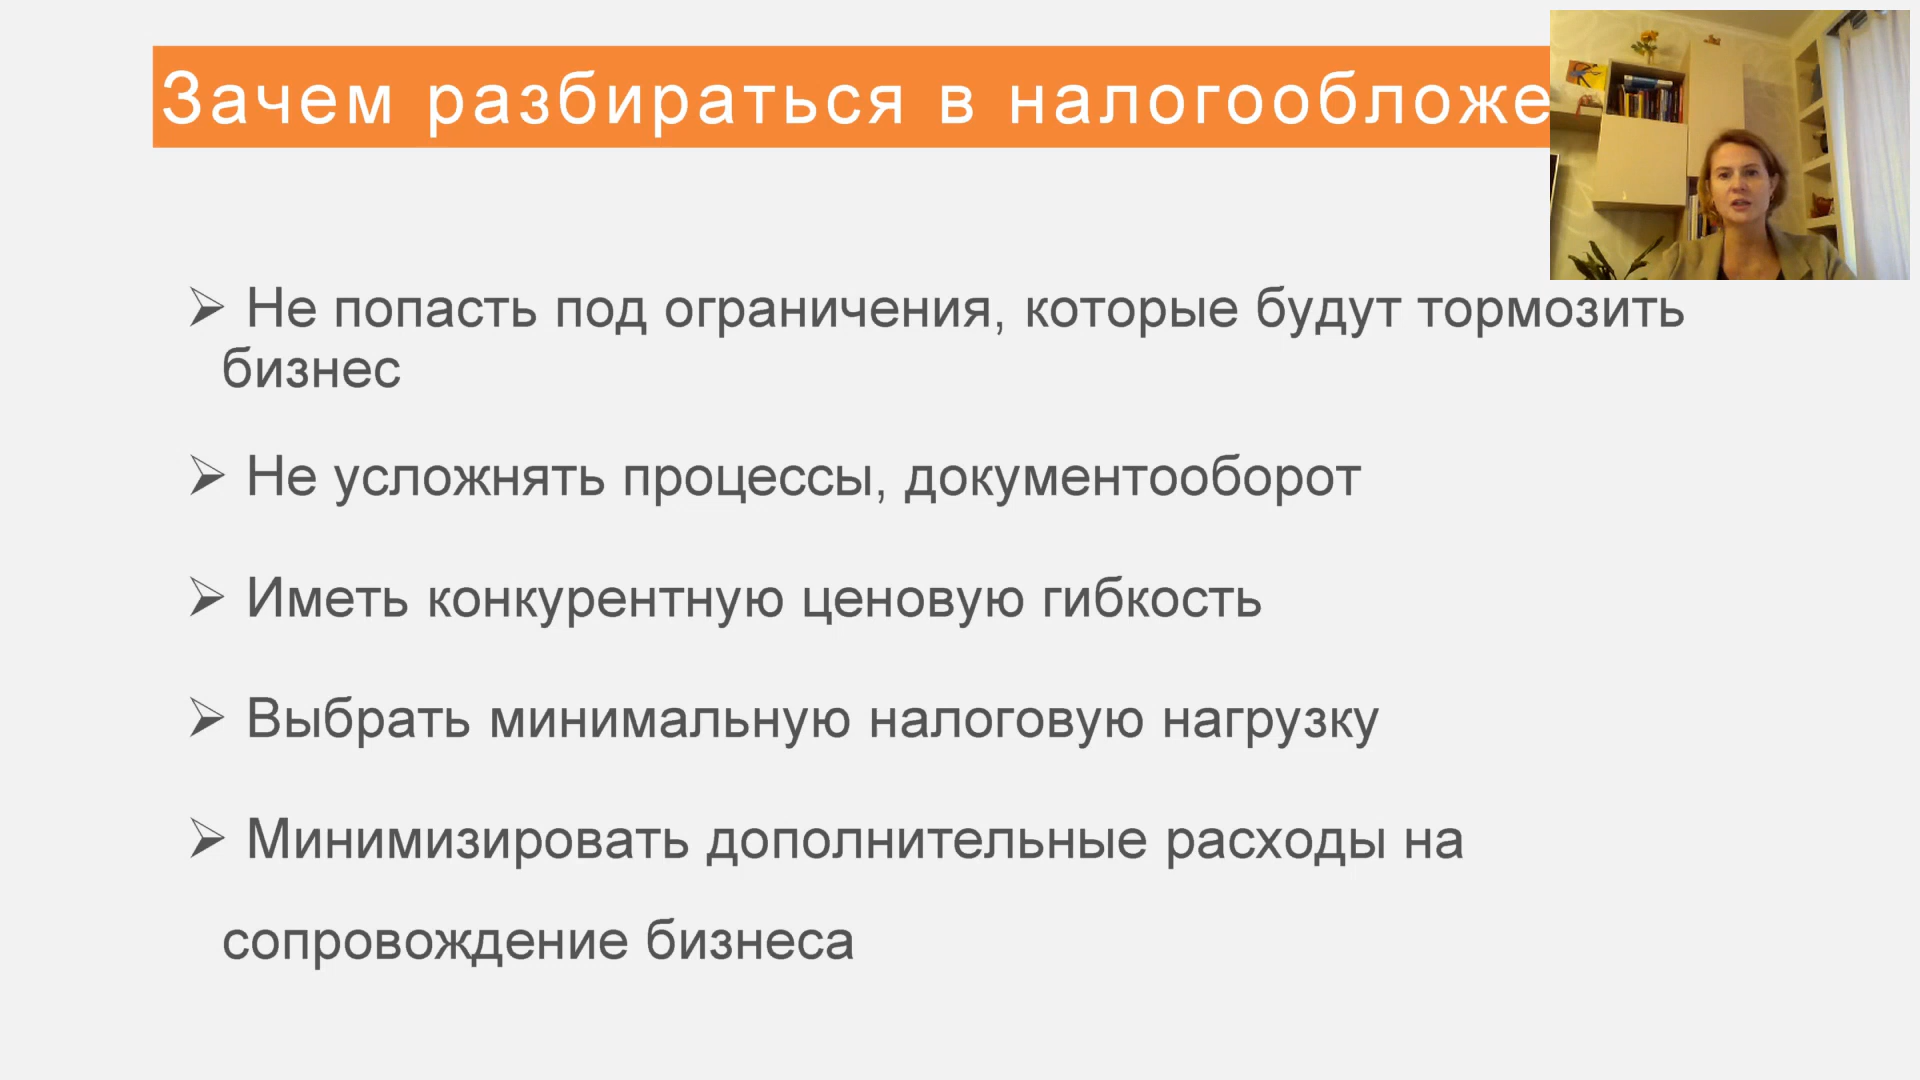 Зачем разбираться в налогообложе
➢ Не попасть под ограничения, которые будут тормозить
бизнес
➢ Не усложнять процессы, документооборот
➢ Иметь конкурентную ценовую гибкость
➢ Выбрать минимальную налоговую нагрузку
➢ Минимизировать дополнительные расходы на
сопровождение бизнеса